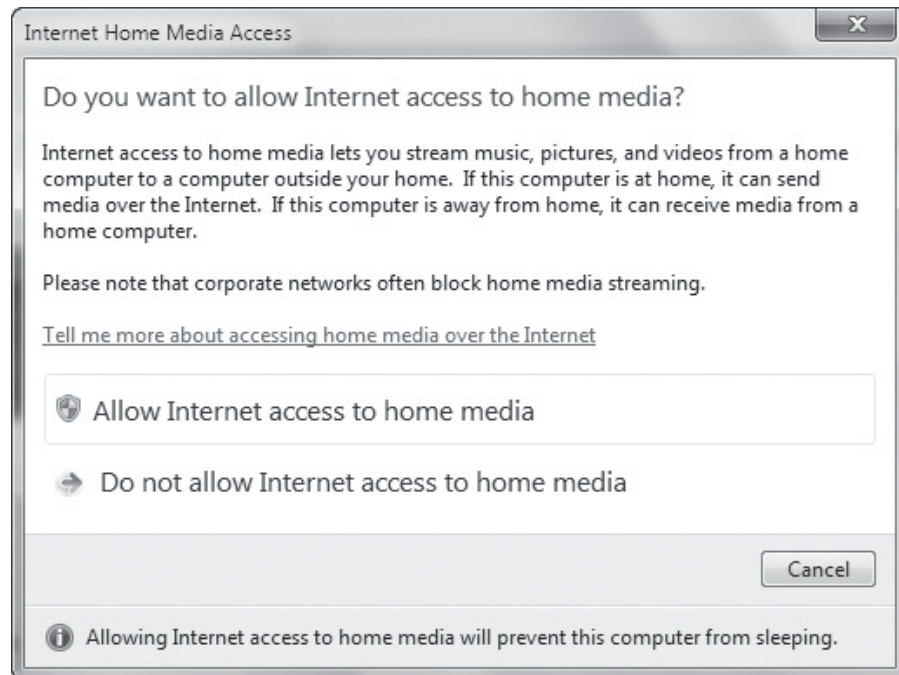 Internet Home Media Access
Do you want to allow Internet access to home media?
Internet access to home media lets you stream music, pictures, and videos from a home
computer to a computer outside your home. If this computer is at home, it can send
media over the Internet. If this computer is away from home, it can receive media from a
home computer.
Please note that corporate networks often block home media streaming.
Tell me more about accessing home media over the Internet
Allow Internet access to home media
Do not allow Internet access to home media
Cancel
Allowing Internet access to home media will prevent this computer from sleeping.